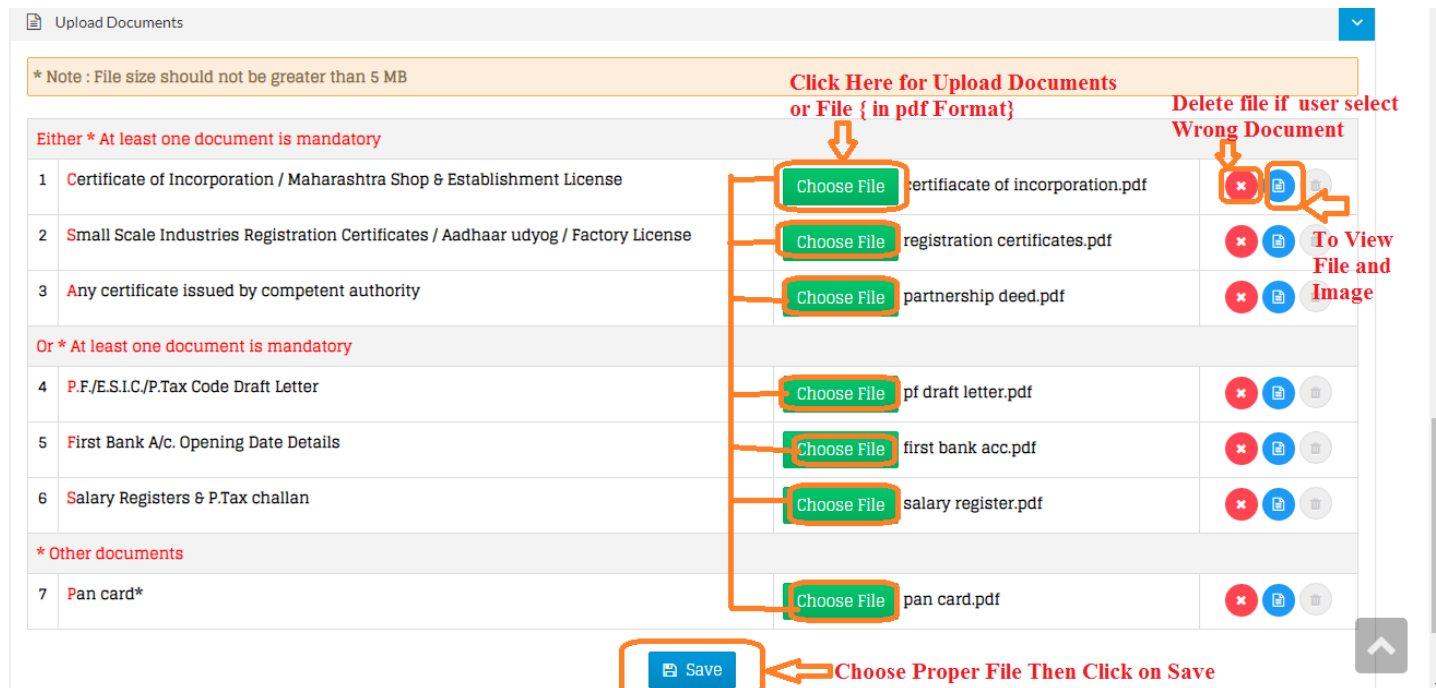 Upload Documents
* Note : File size should not be greater than 5 MB
Click Here for Upload Documents
or File { in pdf Format}
Delete file if user select
Wrong Document
Either * At least one document is mandatory
1 Certificate of Incorporation / Maharashtra Shop & Establishment License Choose File certifiacate of incorporation.pdf
2 Small Scale Industries Registration Certificates / Aadhaar udyog / Factory License Choose File registration certificates.pdf
To View
File and
Image
3 Any certificate issued by competent authority Choose File partnership deed.pdf
Or * At least one document is mandatory
4 P.F./E.S.I.C./P.Tax Code Draft Letter Choose File pf draft letter.pdf
5 First Bank A/c. Opening Date Details Choose File first bank acc.pdf
6 Salary Registers & P.Tax challan Choose File salary register.pdf
* Other documents
7 Pan card* Choose File pan card.pdf
Save
Choose Proper File Then Click on Save